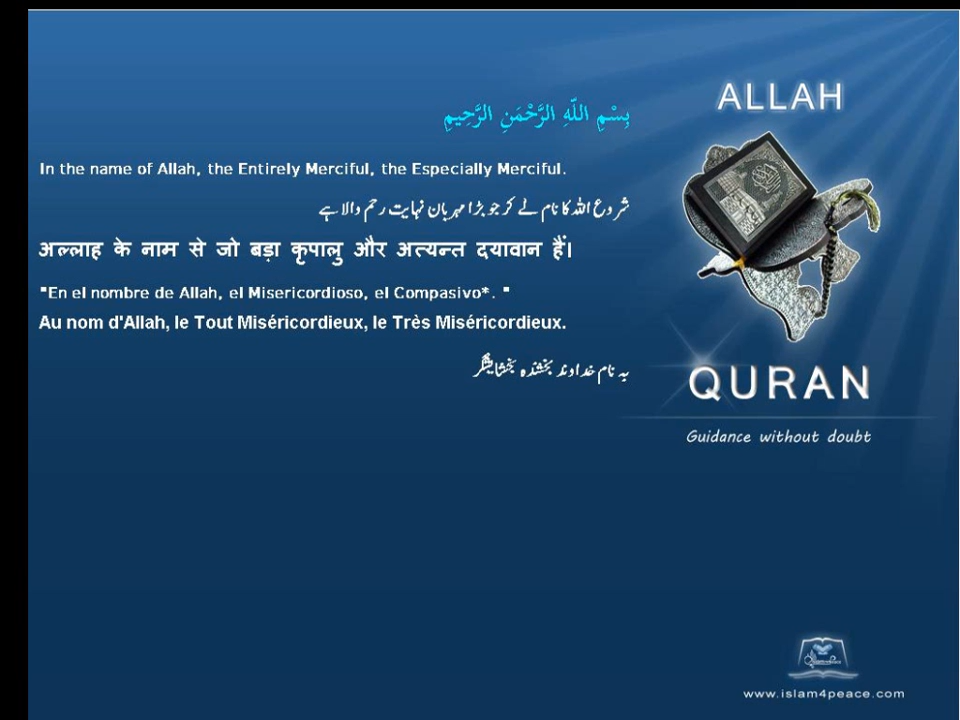 بِسْمِ اللّهِ الرَّحْمَنِ الرَّحِيمِ
In the name of Allah, the Entirely Merciful, the Especially Merciful.
شروع الله کا نام لے کر جو بڑا مہربان نہایت رحم والا ہے
अल्लाह के नाम से जो बड़ा कृपालु और अत्यन्त दयावान हैं।
"En el nombre de Allah, el Misericordioso, el Compasivo*. "
Au nom d'Allah, le Tout Miséricordieux, le Très Miséricordieux.
به نام خداوند بخشنده بخشایشگر
ALLAH
QURAN
Guidance without doubt
www.islam4peace.com